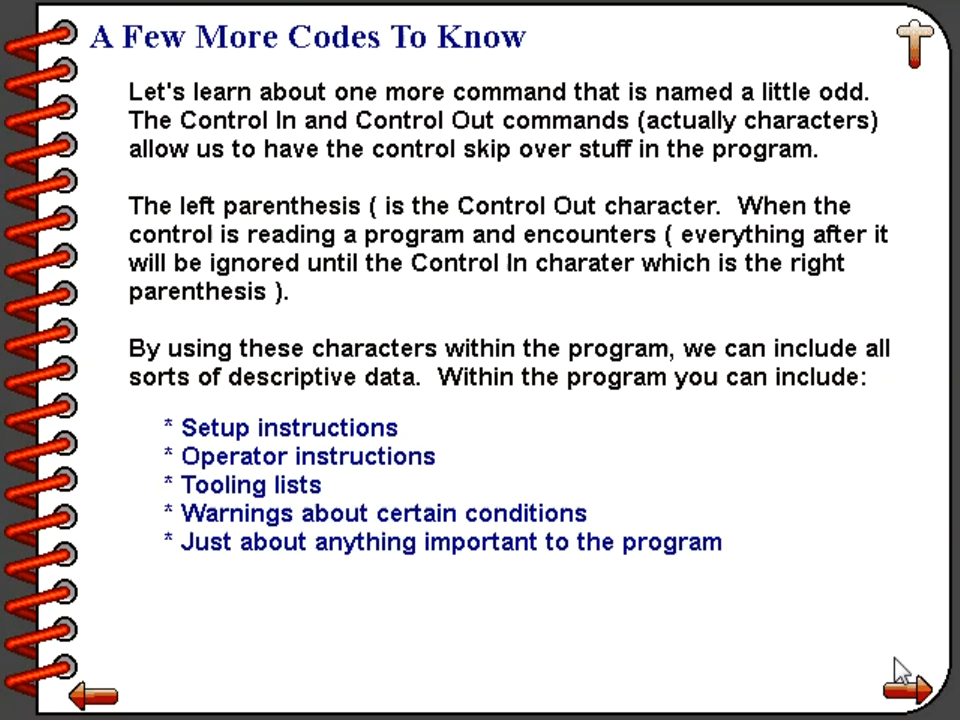 A Few More Codes To Know
Let's learn about one more command that is named a little odd.
The Control In and Control Out commands (actually characters)
allow us to have the control skip over stuff in the program.
The left parenthesis ( is the Control Out character.  When the
control is reading a program and encounters ( everything after it
will be ignored until the Control In charater which is the right
parenthesis ).
By using these characters within the program, we can include all
sorts of descriptive data.  Within the program you can include:
* Setup instructions
* Operator instructions
* Tooling lists
* Warnings about certain conditions
* Just about anything important to the program